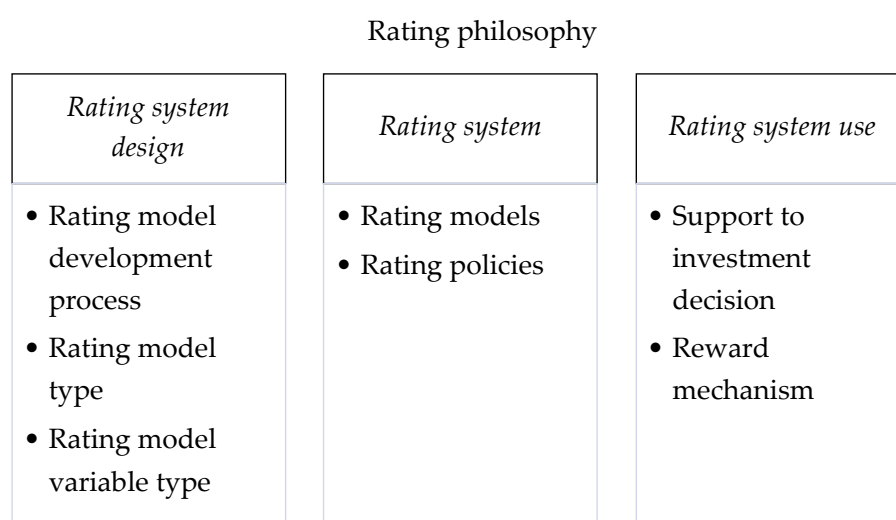 Rating philosophy
Rating system
design
• Rating model
development
process
• Rating model
type
• Rating model
variable type
Rating system
• Rating models
• Rating policies
Rating system use
• Support to
investment
decision
• Reward
mechanism